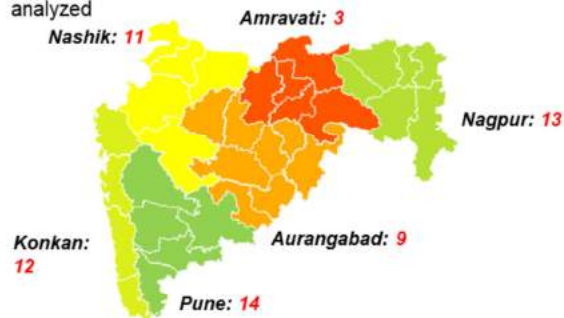 analyzed
Amravati: 3
Nashik: 11
Nagpur: 13
Aurangabad: 9
Konkan:
12
Pune: 14